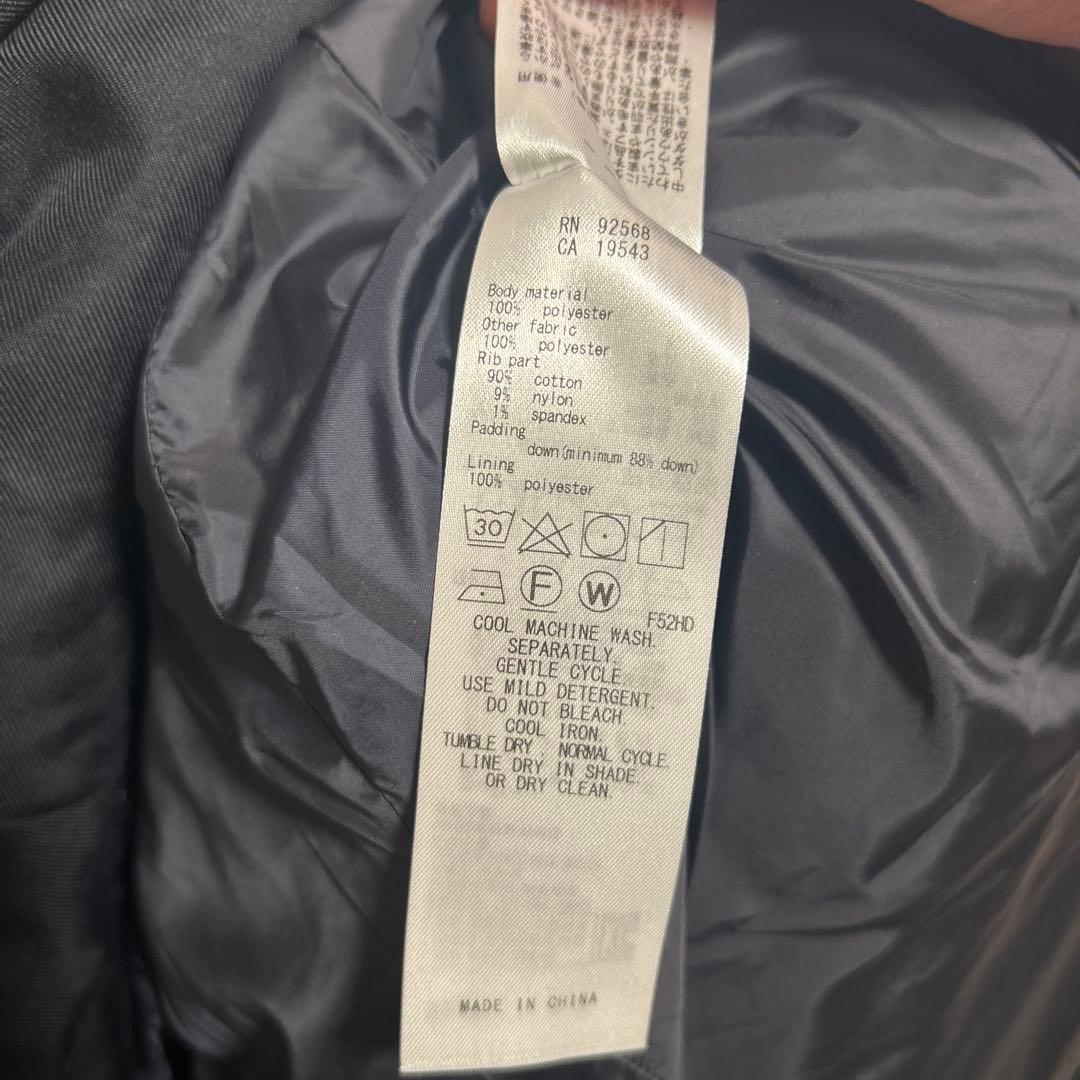 RN 92568
CA 19543
Body material
100% polyester
Other fabric
100% polyester
Rib part
90% cotton
9% nylon
1% spandex
Padding
down(minimum 88% down)
Lining
100% polyester
30
F W
F52HD
COOL MACHINE WASH.
SEPARATELY.
GENTLE CYCLE.
USE MILD DETERGENT.
DO NOT BLEACH.
COOL IRON.
TUMBLE DRY, NORMAL CYCLE.
LINE DRY IN SHADE
OR DRY CLEAN.
MADE IN CHINA